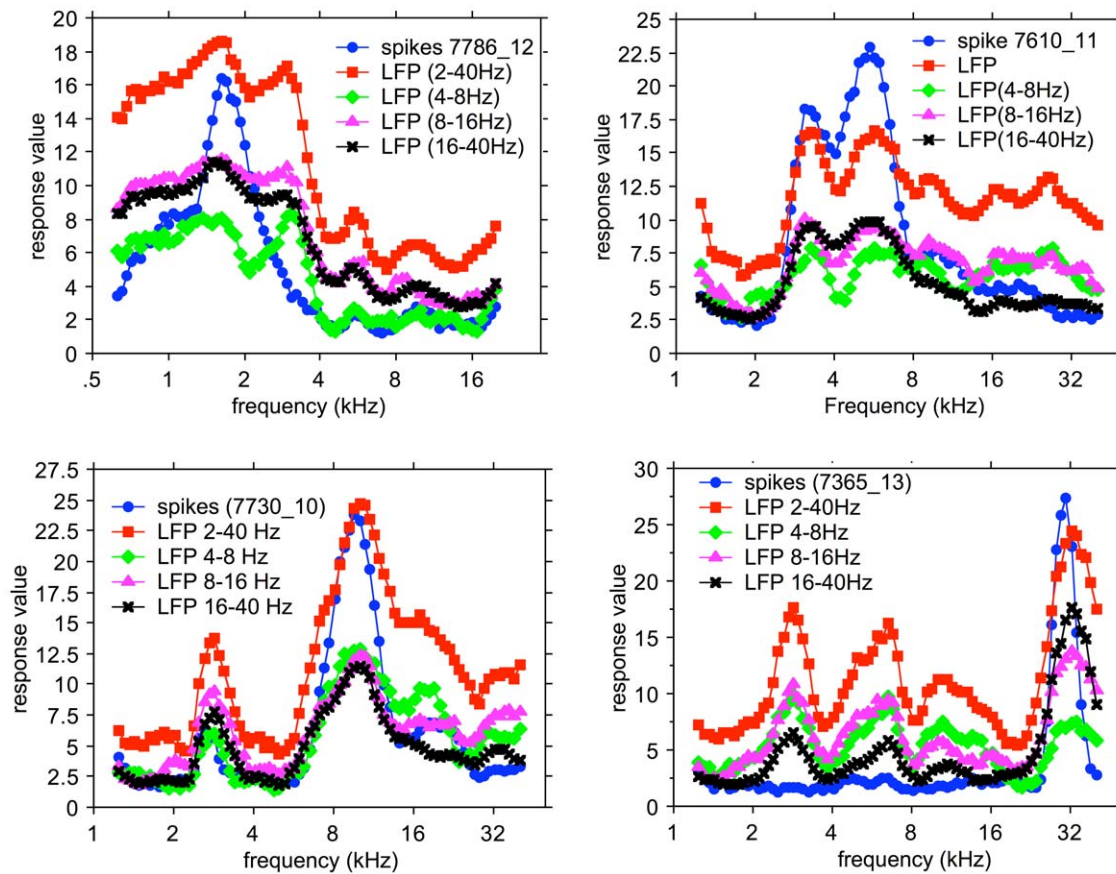 20
18
16
14
12
10
8
6
4
2
0
response value
spikes 7786_12
LFP (2-40Hz)
LFP (4-8Hz)
LFP (8-16Hz)
LFP (16-40Hz)
.5 1 2 4 8 16
frequency (kHz)
25
22.5
20
17.5
15
12.5
10
7.5
5
2.5
0
response value
spike 7610_11
LFP
LFP(4-8Hz)
LFP(8-16Hz)
LFP(16-40Hz)
1 2 4 8 16 32
Frequency (kHz)
27.5
25
22.5
20
17.5
15
12.5
10
7.5
5
2.5
0
response value
spikes (7730_10)
LFP 2-40 Hz
LFP 4-8 Hz
LFP 8-16 Hz
LFP 16-40 Hz
1 2 4 8 16 32
frequency (kHz)
30
25
20
15
10
5
0
response value
spikes (7365_13)
LFP 2-40Hz
LFP 4-8Hz
LFP 8-16Hz
LFP 16-40Hz
1 2 4 8 16 32
frequency (kHz)